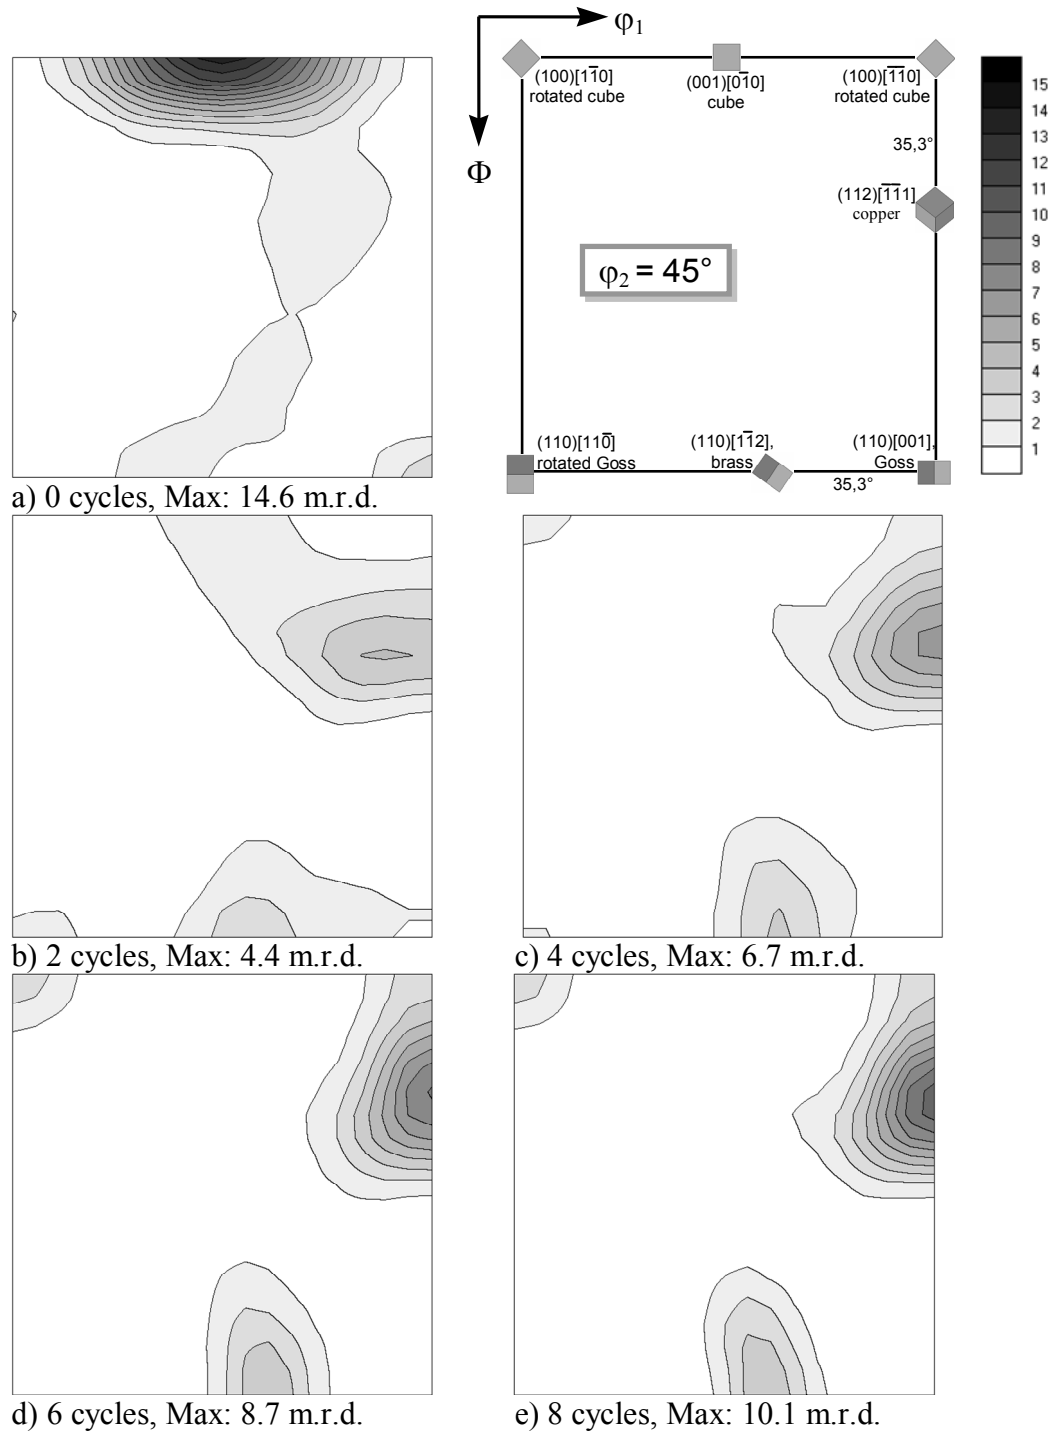 φ₁
Φ
(100)[11̅0]
rotated cube
(001)[01̅0]
cube
(100)[1̅1̅0]
rotated cube
35,3°
(112)[1̅1̅1]
copper
φ₂ = 45°
(110)[11̅0̅]
rotated Goss
(110)[11̅2],
brass
(110)[001],
Goss
35,3°
15
14
13
12
11
10
9
8
7
6
5
4
3
2
1
a) 0 cycles, Max: 14.6 m.r.d.
b) 2 cycles, Max: 4.4 m.r.d.
c) 4 cycles, Max: 6.7 m.r.d.
d) 6 cycles, Max: 8.7 m.r.d.
e) 8 cycles, Max: 10.1 m.r.d.